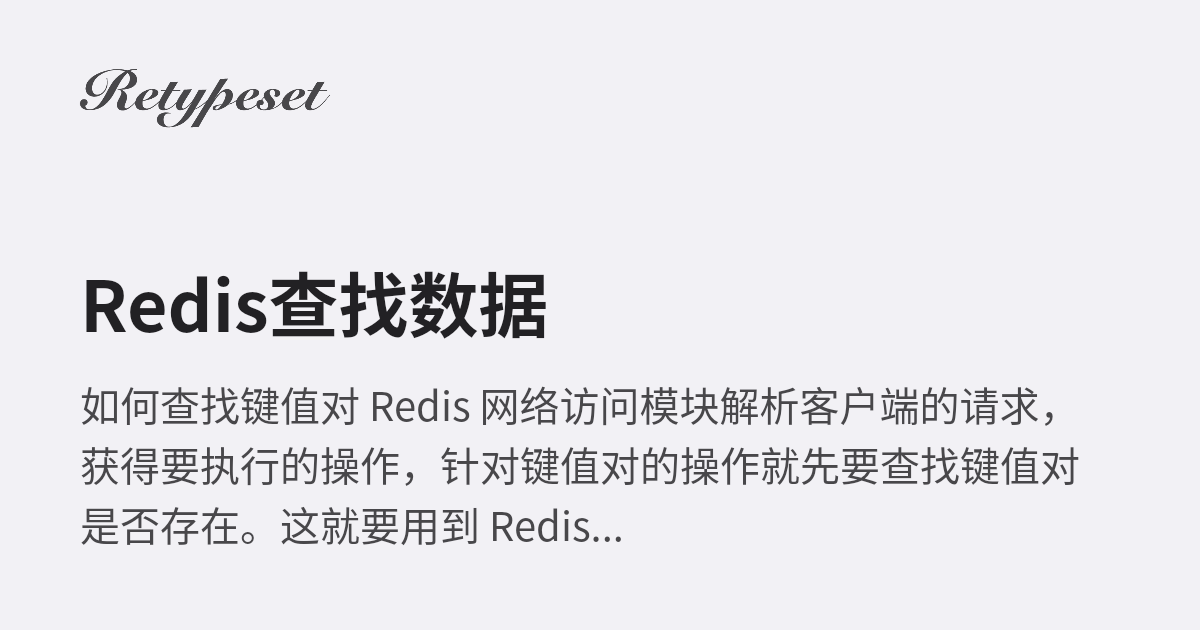 Retypeset
Redis查找数据
如何查找键值对 Redis 网络访问模块解析客户端的请求，
获得要执行的操作，针对键值对的操作就先要查找键值对
是否存在。这就要用到 Redis...